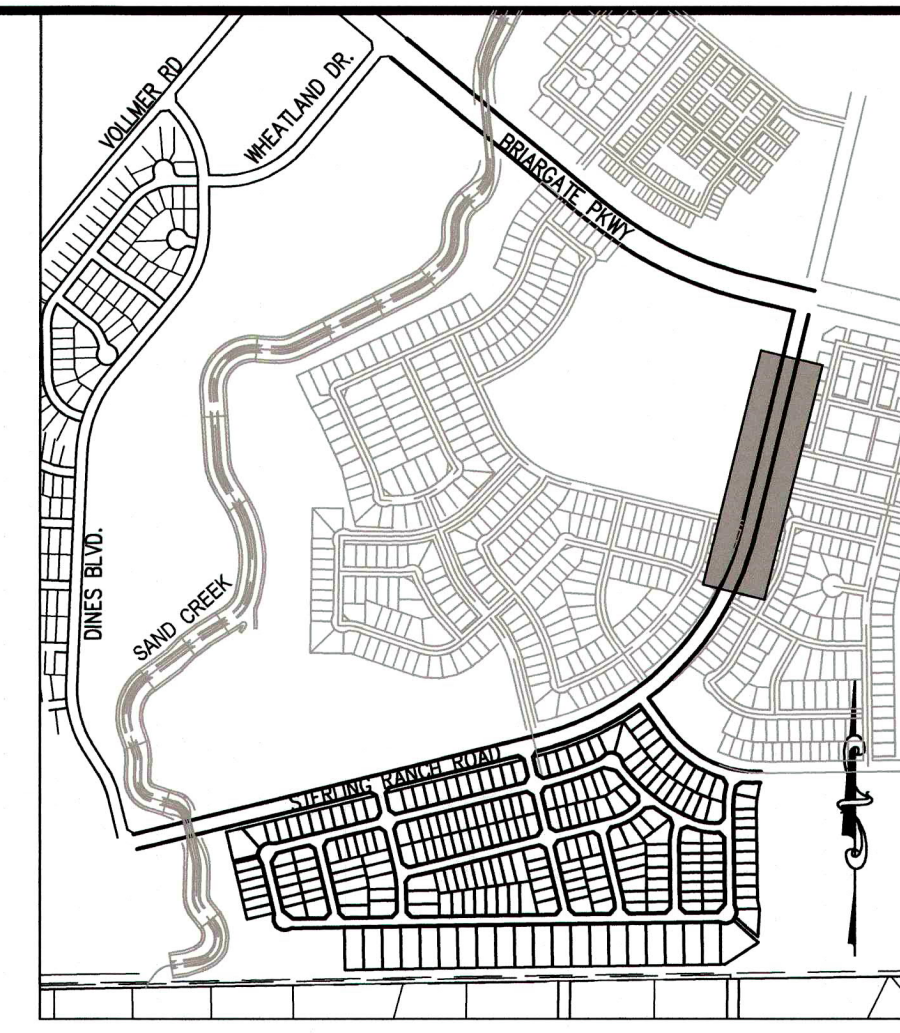 VOLLMER RD
WHEATLAND DR.
BRIARGATE PKWY
DINES BLVD.
SAND CREEK
STERLING RANCH ROAD